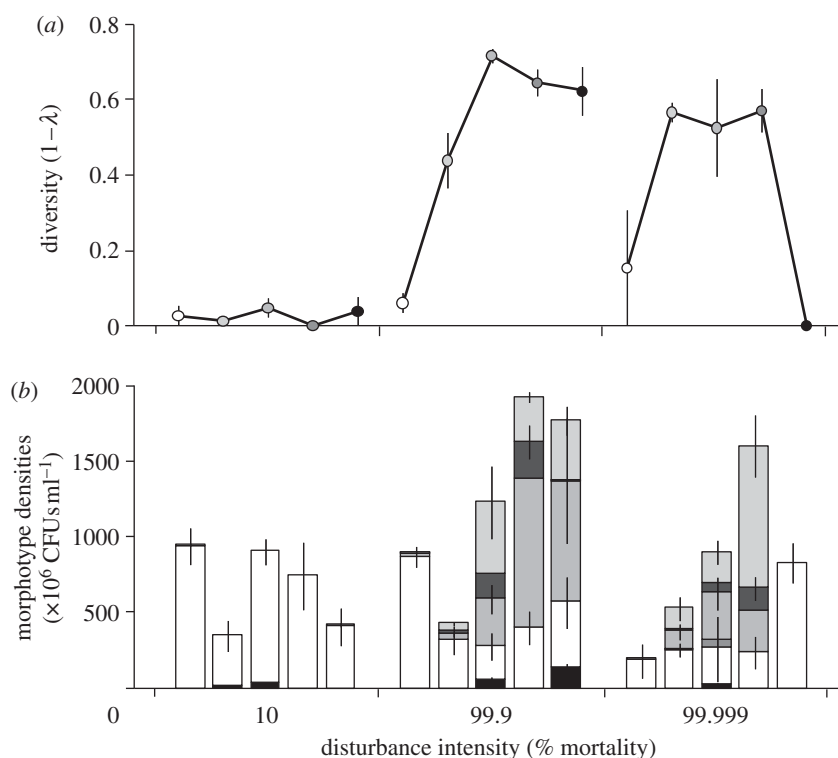 (a)
0.8
0.6
0.4
0.2
0
diversity (1–λ)
(b)
2000
1500
1000
500
0
morphotype densities
(×10⁶ CFUs ml⁻¹)
10
99.9
99.999
disturbance intensity (% mortality)